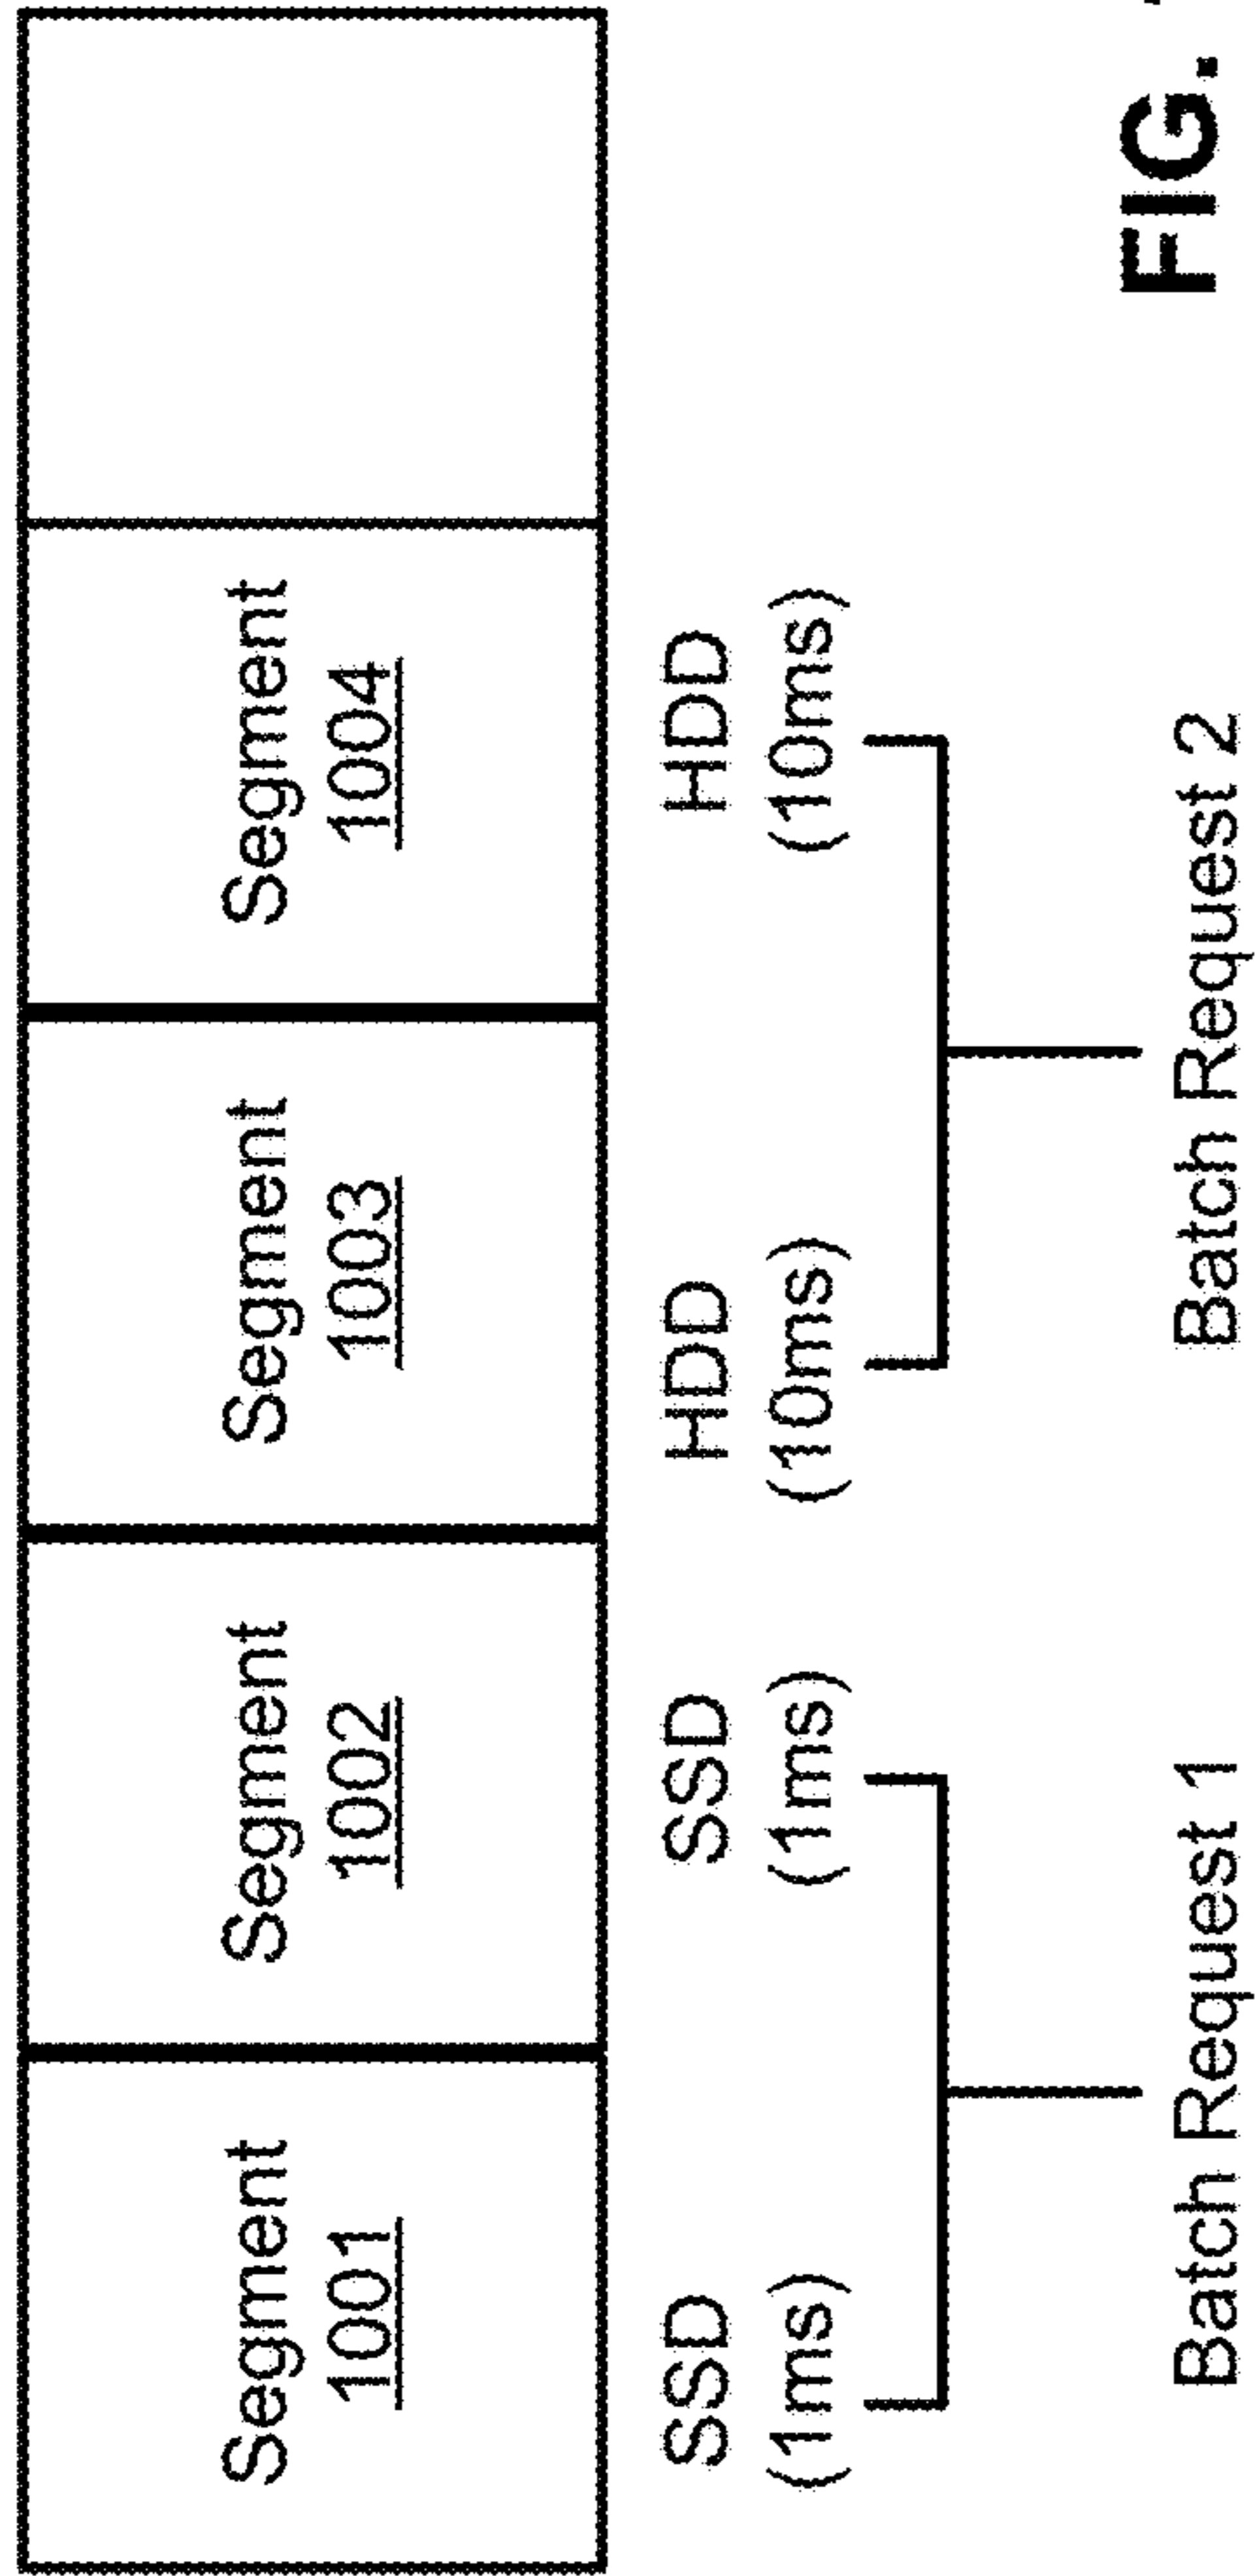 Segment
1001
Segment
1002
Segment
1003
Segment
1004
SSD
(1ms)
SSD
(1ms)
HDD
(10ms)
HDD
(10ms)
Batch Request 1
Batch Request 2
FIG.